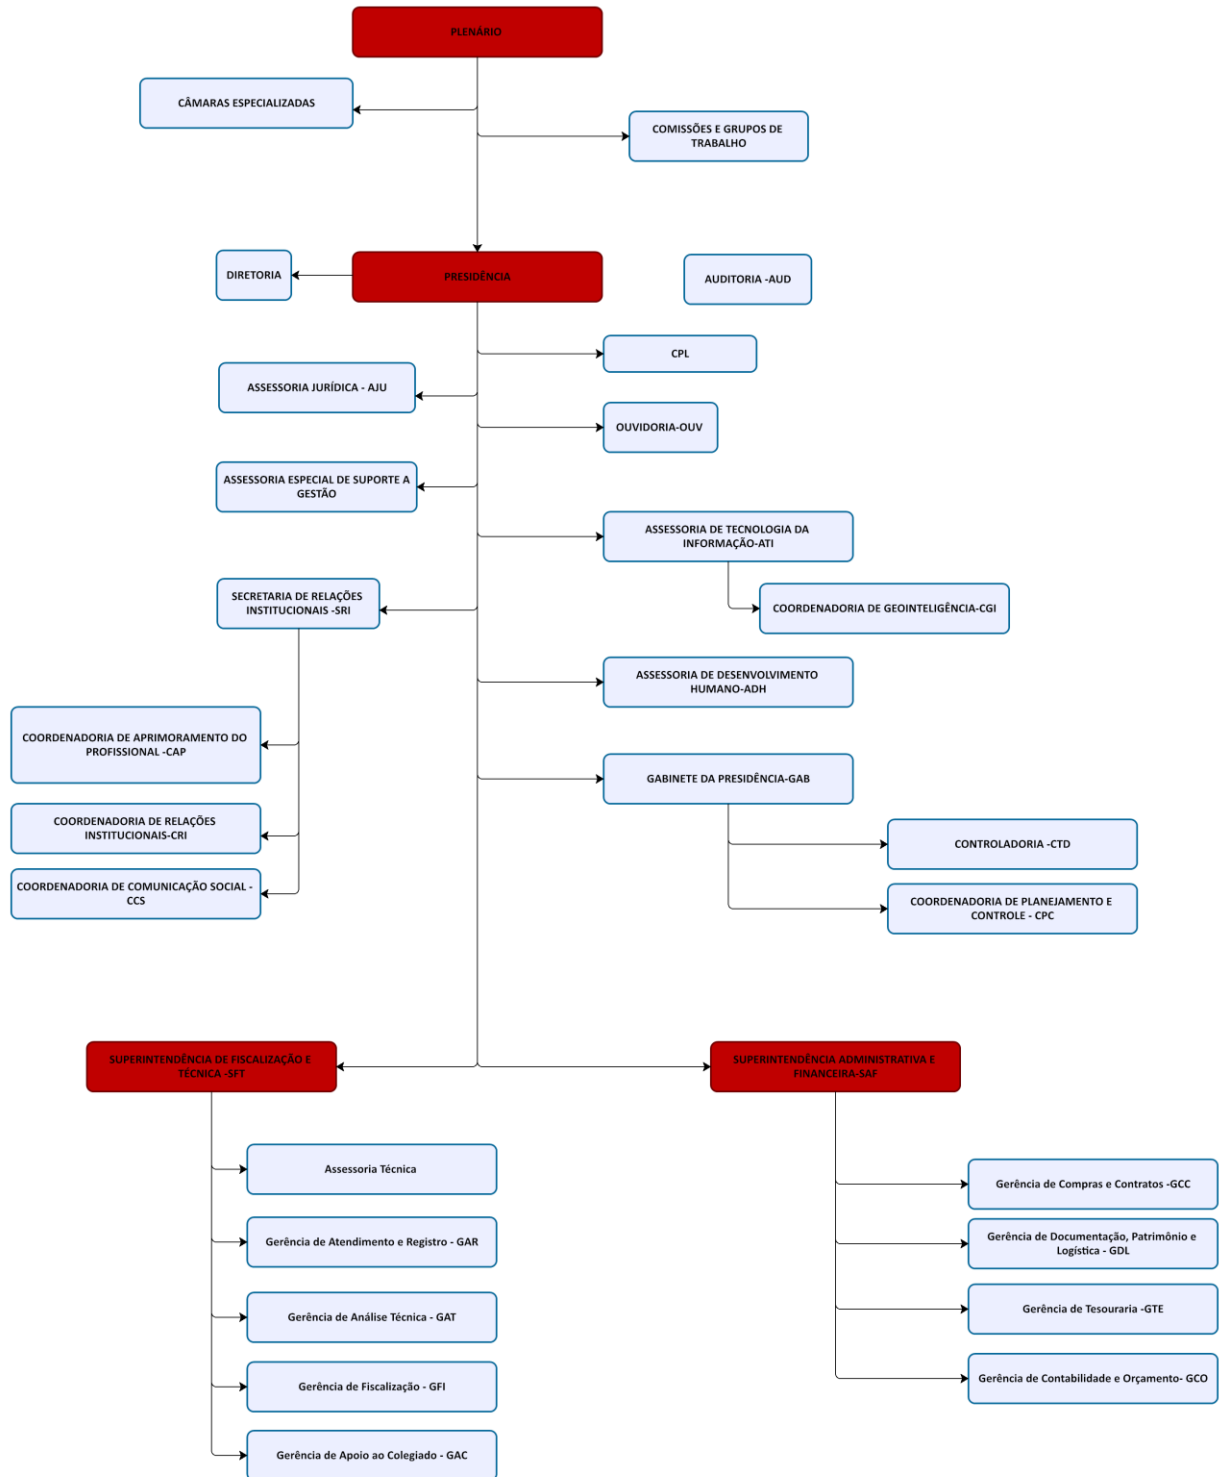 PLENÁRIO
CÂMARAS ESPECIALIZADAS
COMISSÕES E GRUPOS DE
TRABALHO
DIRETORIA
PRESIDÊNCIA
AUDITORIA -AUD
CPL
ASSESSORIA JURÍDICA - AJU
OUVIDORIA-OUV
ASSESSORIA ESPECIAL DE SUPORTE A
GESTÃO
ASSESSORIA DE TECNOLOGIA DA
INFORMAÇÃO-ATI
SECRETARIA DE RELAÇÕES
INSTITUCIONAIS -SRI
COORDENADORIA DE GEOINTELIGÊNCIA-CGI
ASSESSORIA DE DESENVOLVIMENTO
HUMANO-ADH
COORDENADORIA DE APRIMORAMENTO DO
PROFISSIONAL -CAP
GABINETE DA PRESIDÊNCIA-GAB
COORDENADORIA DE RELAÇÕES
INSTITUCIONAIS-CRI
CONTROLADORIA -CTD
COORDENADORIA DE COMUNICAÇÃO SOCIAL -
CCS
COORDENADORIA DE PLANEJAMENTO E
CONTROLE - CPC
SUPERINTENDÊNCIA DE FISCALIZAÇÃO E
TÉCNICA -SFT
SUPERINTENDÊNCIA ADMINISTRATIVA E
FINANCEIRA-SAF
Assessoria Técnica
Gerência de Atendimento e Registro - GAR
Gerência de Análise Técnica - GAT
Gerência de Fiscalização - GFI
Gerência de Apoio ao Colegiado - GAC
Gerência de Compras e Contratos -GCC
Gerência de Documentação, Patrimônio e
Logística - GDL
Gerência de Tesouraria -GTE
Gerência de Contabilidade e Orçamento- GCO